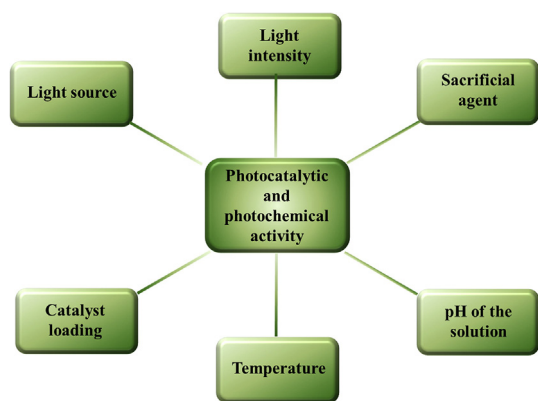 Light
intensity
Light source
Sacrificial
agent
Photocatalytic
and
photochemical
activity
Catalyst
loading
pH of the
solution
Temperature